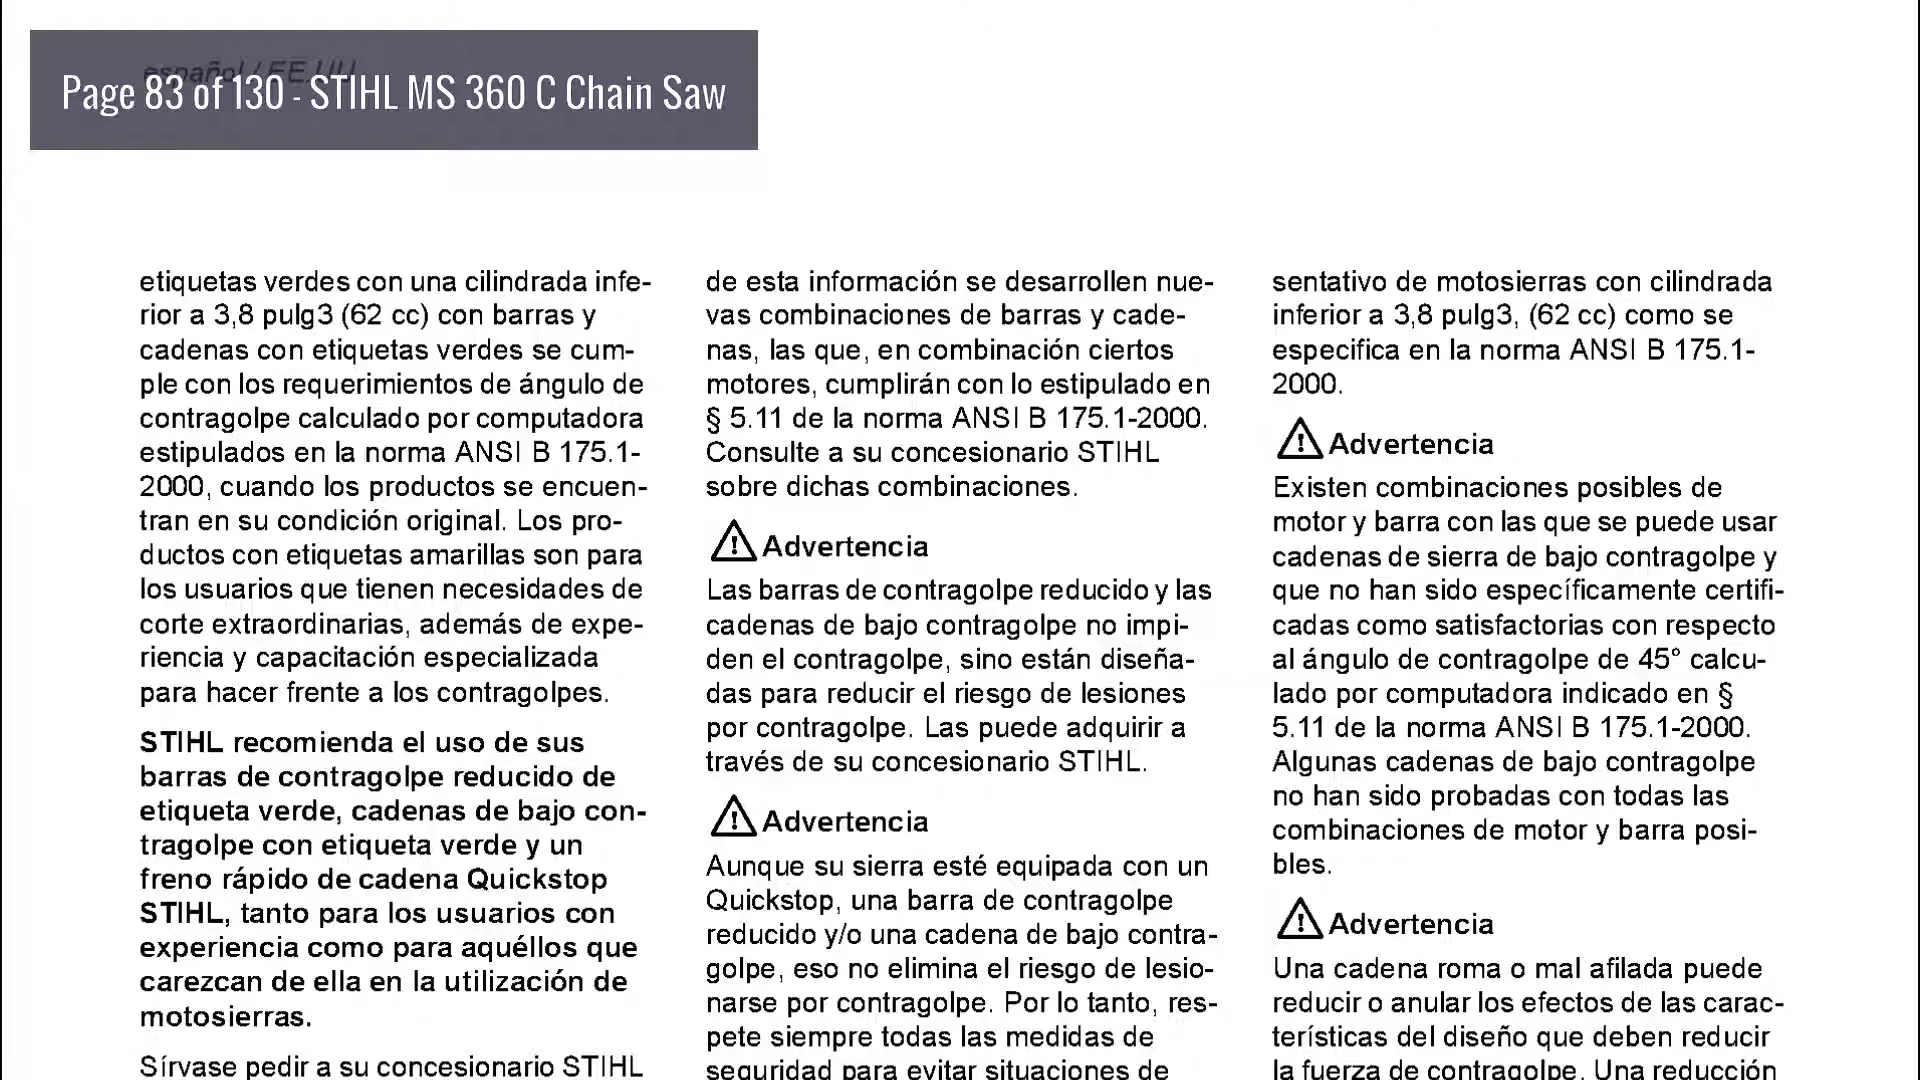 español / EE.UU
Page 83 of 130 - STIHL MS 360 C Chain Saw
etiquetas verdes con una cilindrada infe-
rior a 3,8 pulg3 (62 cc) con barras y
cadenas con etiquetas verdes se cum-
ple con los requerimientos de ángulo de
contragolpe calculado por computadora
estipulados en la norma ANSI B 175.1-
2000, cuando los productos se encuen-
tran en su condición original. Los pro-
ductos con etiquetas amarillas son para
los usuarios que tienen necesidades de
corte extraordinarias, además de expe-
riencia y capacitación especializada
para hacer frente a los contragolpes.
STIHL recomienda el uso de sus
barras de contragolpe reducido de
etiqueta verde, cadenas de bajo con-
tragolpe con etiqueta verde y un
freno rápido de cadena Quickstop
STIHL, tanto para los usuarios con
experiencia como para aquéllos que
carezcan de ella en la utilización de
motosierras.
Sírvase pedir a su concesionario STIHL
de esta información se desarrollen nue-
vas combinaciones de barras y cade-
nas, las que, en combinación ciertos
motores, cumplirán con lo estipulado en
§ 5.11 de la norma ANSI B 175.1-2000.
Consulte a su concesionario STIHL
sobre dichas combinaciones.
Advertencia
Las barras de contragolpe reducido y las
cadenas de bajo contragolpe no impi-
den el contragolpe, sino están diseña-
das para reducir el riesgo de lesiones
por contragolpe. Las puede adquirir a
través de su concesionario STIHL.
Advertencia
Aunque su sierra esté equipada con un
Quickstop, una barra de contragolpe
reducido y/o una cadena de bajo contra-
golpe, eso no elimina el riesgo de lesio-
narse por contragolpe. Por lo tanto, res-
pete siempre todas las medidas de
seguridad para evitar situaciones de
sentativo de motosierras con cilindrada
inferior a 3,8 pulg3, (62 cc) como se
especifica en la norma ANSI B 175.1-
2000.
Advertencia
Existen combinaciones posibles de
motor y barra con las que se puede usar
cadenas de sierra de bajo contragolpe y
que no han sido específicamente certifi-
cadas como satisfactorias con respecto
al ángulo de contragolpe de 45° calcu-
lado por computadora indicado en §
5.11 de la norma ANSI B 175.1-2000.
Algunas cadenas de bajo contragolpe
no han sido probadas con todas las
combinaciones de motor y barra posi-
bles.
Advertencia
Una cadena roma o mal afilada puede
reducir o anular los efectos de las carac-
terísticas del diseño que deben reducir
la fuerza de contragolpe. Una reducción